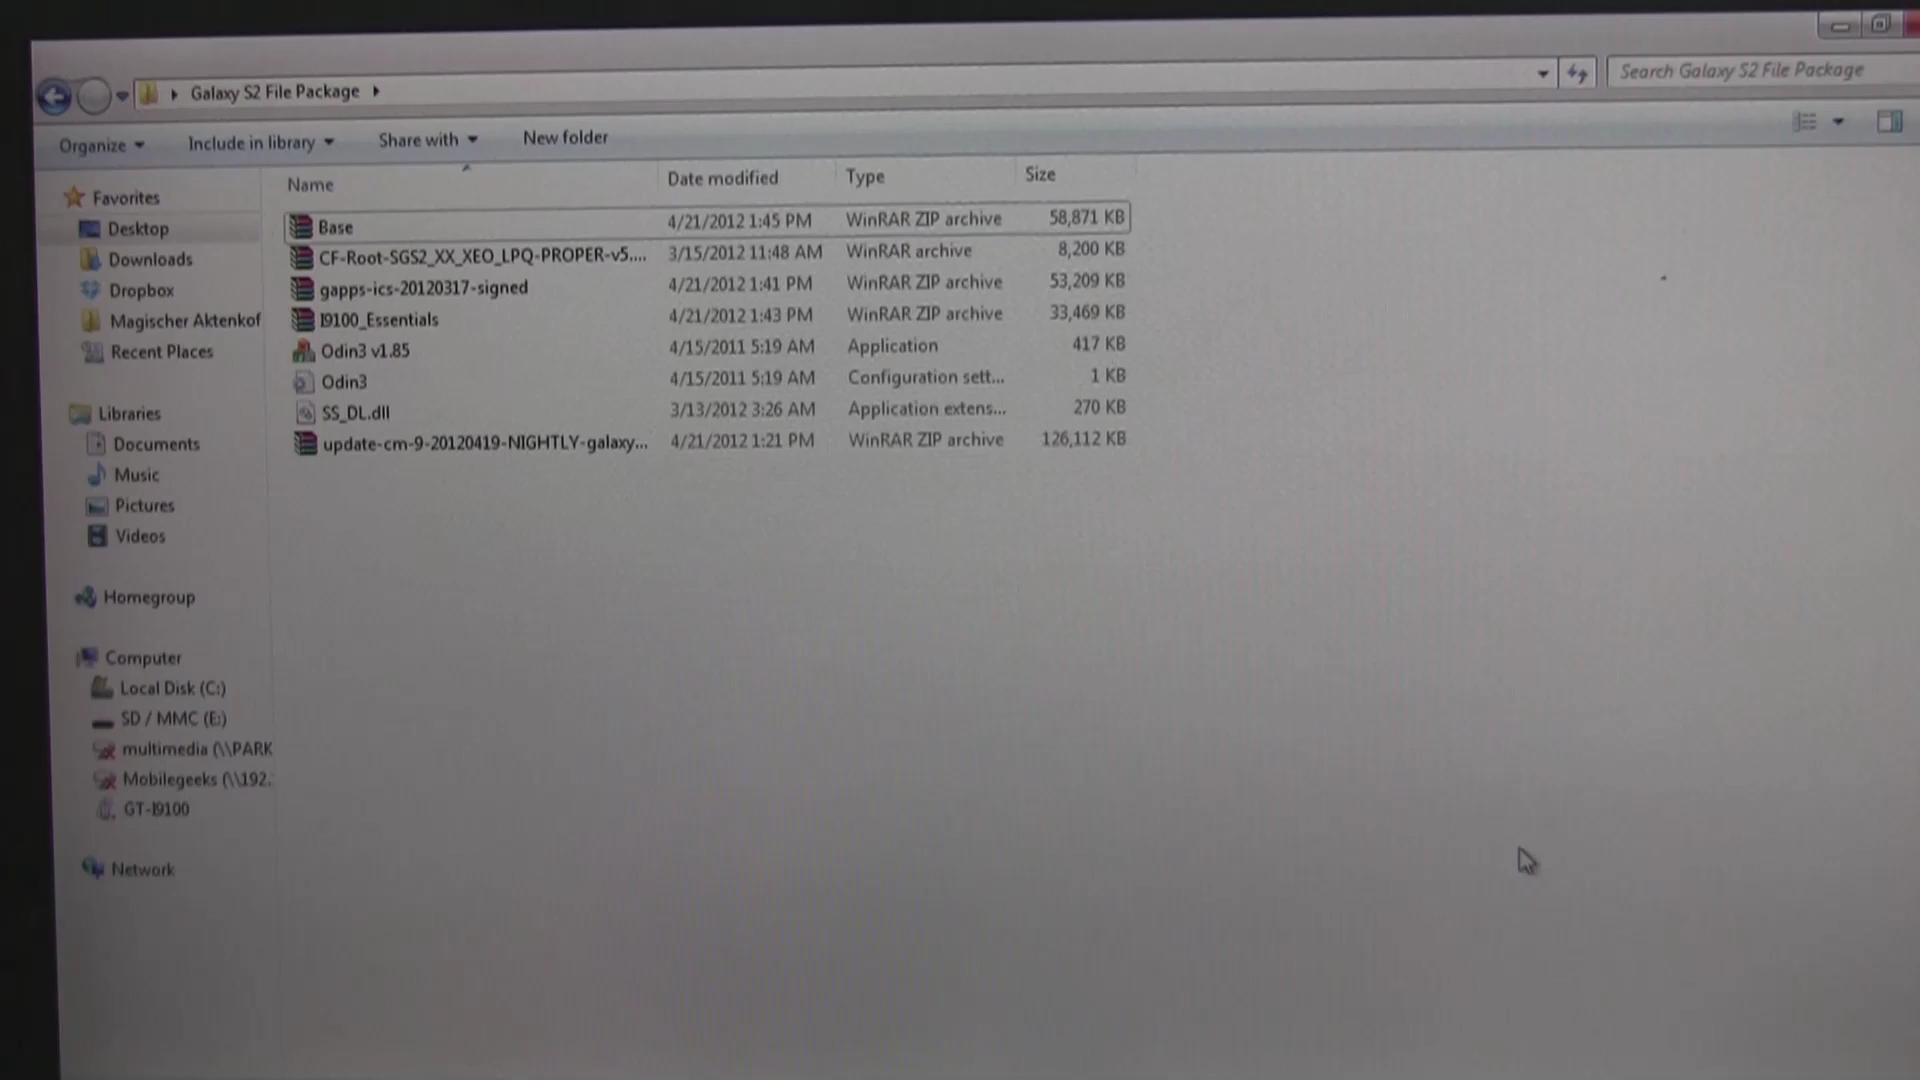 Galaxy S2 File Package
Search Galaxy S2 File Package
Organize Include in library Share with New folder
Name Date modified Type Size
Favorites
Desktop
Downloads
Dropbox
Magischer Aktenkof
Recent Places
Libraries
Documents
Music
Pictures
Videos
Homegroup
Computer
Local Disk (C:)
SD / MMC (E:)
multimedia (\\PARK
Mobilegeeks (\\192.
GT-I9100
Network
Base 4/21/2012 1:45 PM WinRAR ZIP archive 58,871 KB
CF-Root-SGS2_XX_XEO_LPQ-PROPER-v5.... 3/15/2012 11:48 AM WinRAR archive 8,200 KB
gapps-ics-20120317-signed 4/21/2012 1:41 PM WinRAR ZIP archive 53,209 KB
I9100_Essentials 4/21/2012 1:43 PM WinRAR ZIP archive 33,469 KB
Odin3 v1.85 4/15/2011 5:19 AM Application 417 KB
Odin3 4/15/2011 5:19 AM Configuration sett... 1 KB
SS_DL.dll 3/13/2012 3:26 AM Application extens... 270 KB
update-cm-9-20120419-NIGHTLY-galaxy... 4/21/2012 1:21 PM WinRAR ZIP archive 126,112 KB